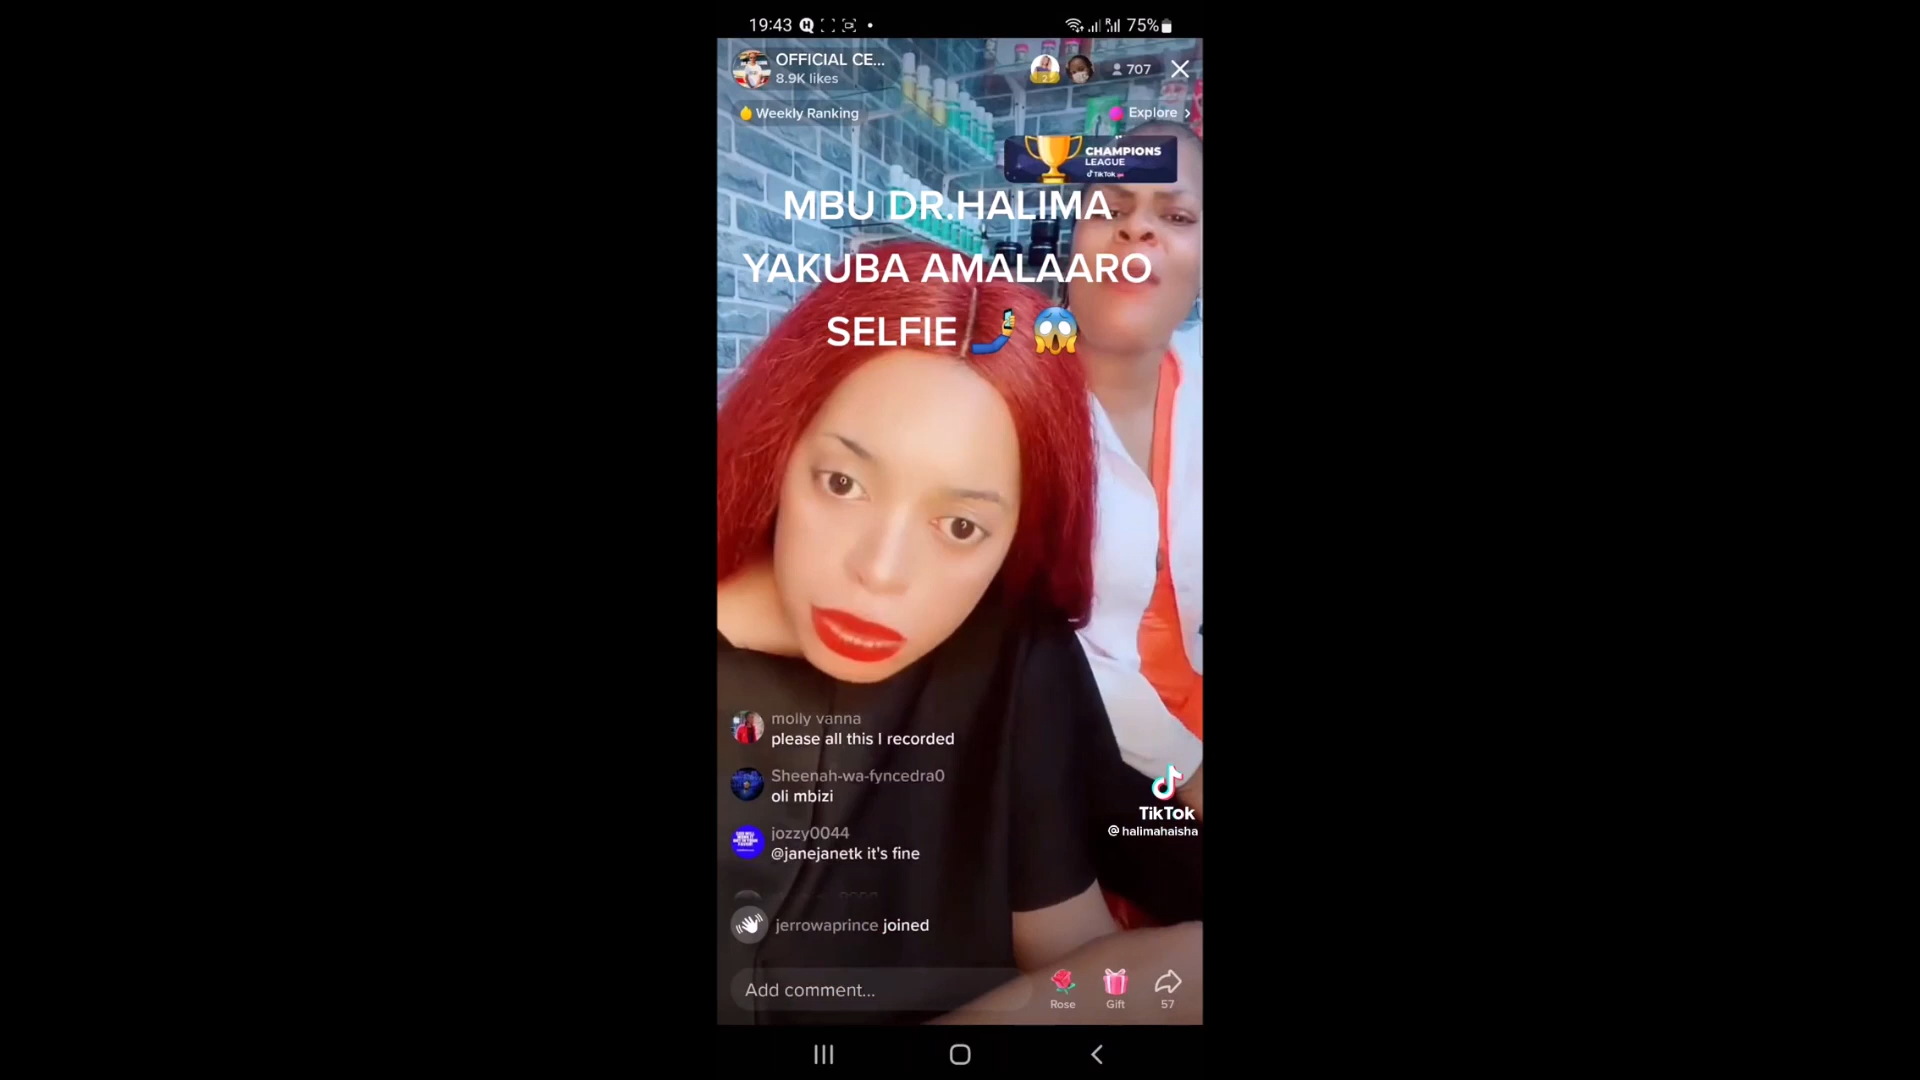 19:43
75%
OFFICIAL CE...
8.9K likes
707
Weekly Ranking
Explore
CHAMPIONS
LEAGUE
TikTok
MBU DR.HALIMA
YAKUBA AMALAARO
SELFIE
molly vanna
please all this I recorded
Sheenah-wa-fyncedra0
oli mbizi
jozzy0044
@janejanetk it's fine
jerrowaprince joined
TikTok
@halimahaisha
Add comment...
Rose
Gift
57